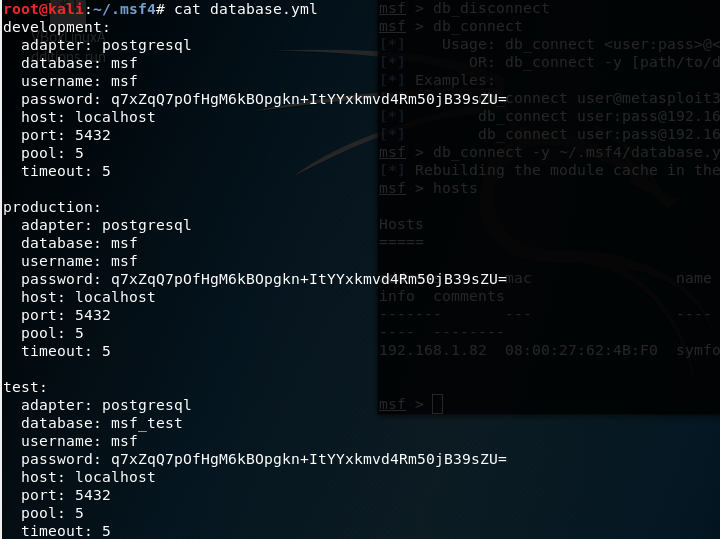 root@kali:~/.msf4# cat database.yml
development:
  adapter: postgresql
  database: msf
  username: msf
  password: q7xZqQ7pOfHgM6kBOpgkn+ItYYxkmvd4Rm50jB39sZU=
  host: localhost
  port: 5432
  pool: 5
  timeout: 5

production:
  adapter: postgresql
  database: msf
  username: msf
  password: q7xZqQ7pOfHgM6kBOpgkn+ItYYxkmvd4Rm50jB39sZU=
  host: localhost
  port: 5432
  pool: 5
  timeout: 5

test:
  adapter: postgresql
  database: msf_test
  username: msf
  password: q7xZqQ7pOfHgM6kBOpgkn+ItYYxkmvd4Rm50jB39sZU=
  host: localhost
  port: 5432
  pool: 5
  timeout: 5

msf > db_disconnect
msf > db_connect
[*]    Usage: db_connect <user:pass>@<
[*]       OR: db_connect -y [path/to/d
[*] Examples:
connect user@metasploit3
[*]        db_connect user:pass@192.16
[*]        db_connect user:pass@192.16
msf > db_connect -y ~/.msf4/database.y
[*] Rebuilding the module cache in the
msf > hosts

Hosts
=====

mac                name
info  comments
-------       ---                ----
----  --------
192.168.1.82  08:00:27:62:4B:F0  symfo

msf >